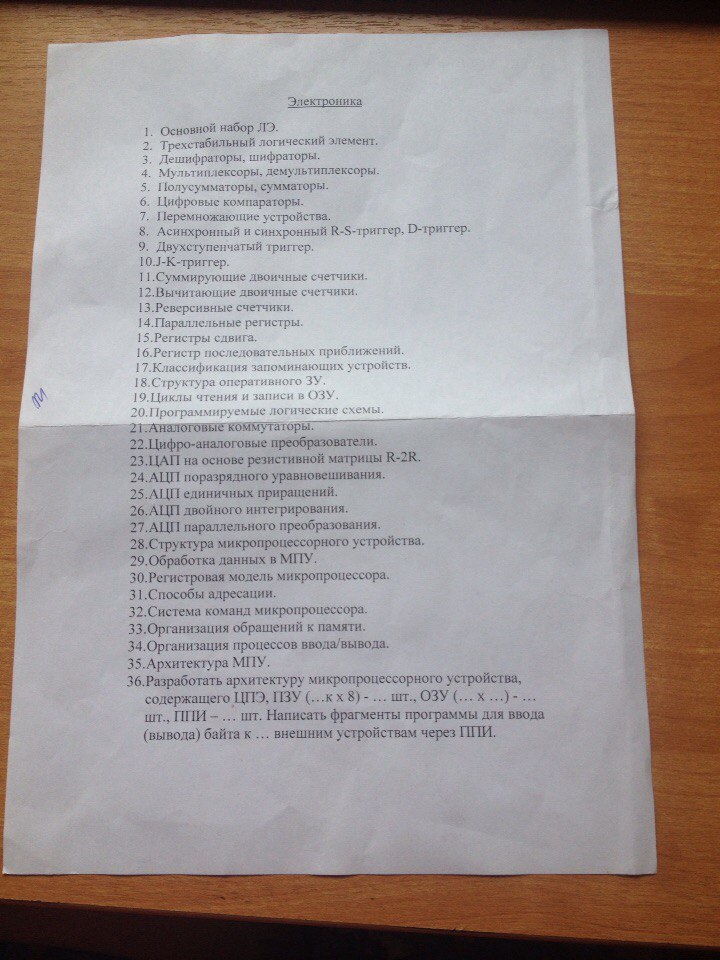 Электроника
1. Основной набор ЛЭ.
2. Трехстабильный логический элемент.
3. Дешифраторы, шифраторы.
4. Мультиплексоры, демультиплексоры.
5. Полусумматоры, сумматоры.
6. Цифровые компараторы.
7. Перемножающие устройства.
8. Асинхронный и синхронный R-S-триггер, D-триггер.
9. Двухступенчатый триггер.
10.J-K-триггер.
11.Суммирующие двоичные счетчики.
12.Вычитающие двоичные счетчики.
13.Реверсивные счетчики.
14.Параллельные регистры.
15.Регистры сдвига.
16.Регистр последовательных приближений.
17.Классификация запоминающих устройств.
18.Структура оперативного ЗУ.
19.Циклы чтения и записи в ОЗУ.
20.Программируемые логические схемы.
21.Аналоговые коммутаторы.
22.Цифро-аналоговые преобразователи.
23.ЦАП на основе резистивной матрицы R-2R.
24.АЦП поразрядного уравновешивания.
25.АЦП единичных приращений.
26.АЦП двойного интегрирования.
27.АЦП параллельного преобразования.
28.Структура микропроцессорного устройства.
29.Обработка данных в МПУ.
30.Регистровая модель микропроцессора.
31.Способы адресации.
32.Система команд микропроцессора.
33.Организация обращений к памяти.
34.Организация процессов ввода/вывода.
35.Архитектура МПУ.
36.Разработать архитектуру микропроцессорного устройства,
содержащего ЦПЭ, ПЗУ (…к х 8) - … шт., ОЗУ (… х …) - …
шт., ППИ – … шт. Написать фрагменты программы для ввода
(вывода) байта к … внешним устройствам через ППИ.